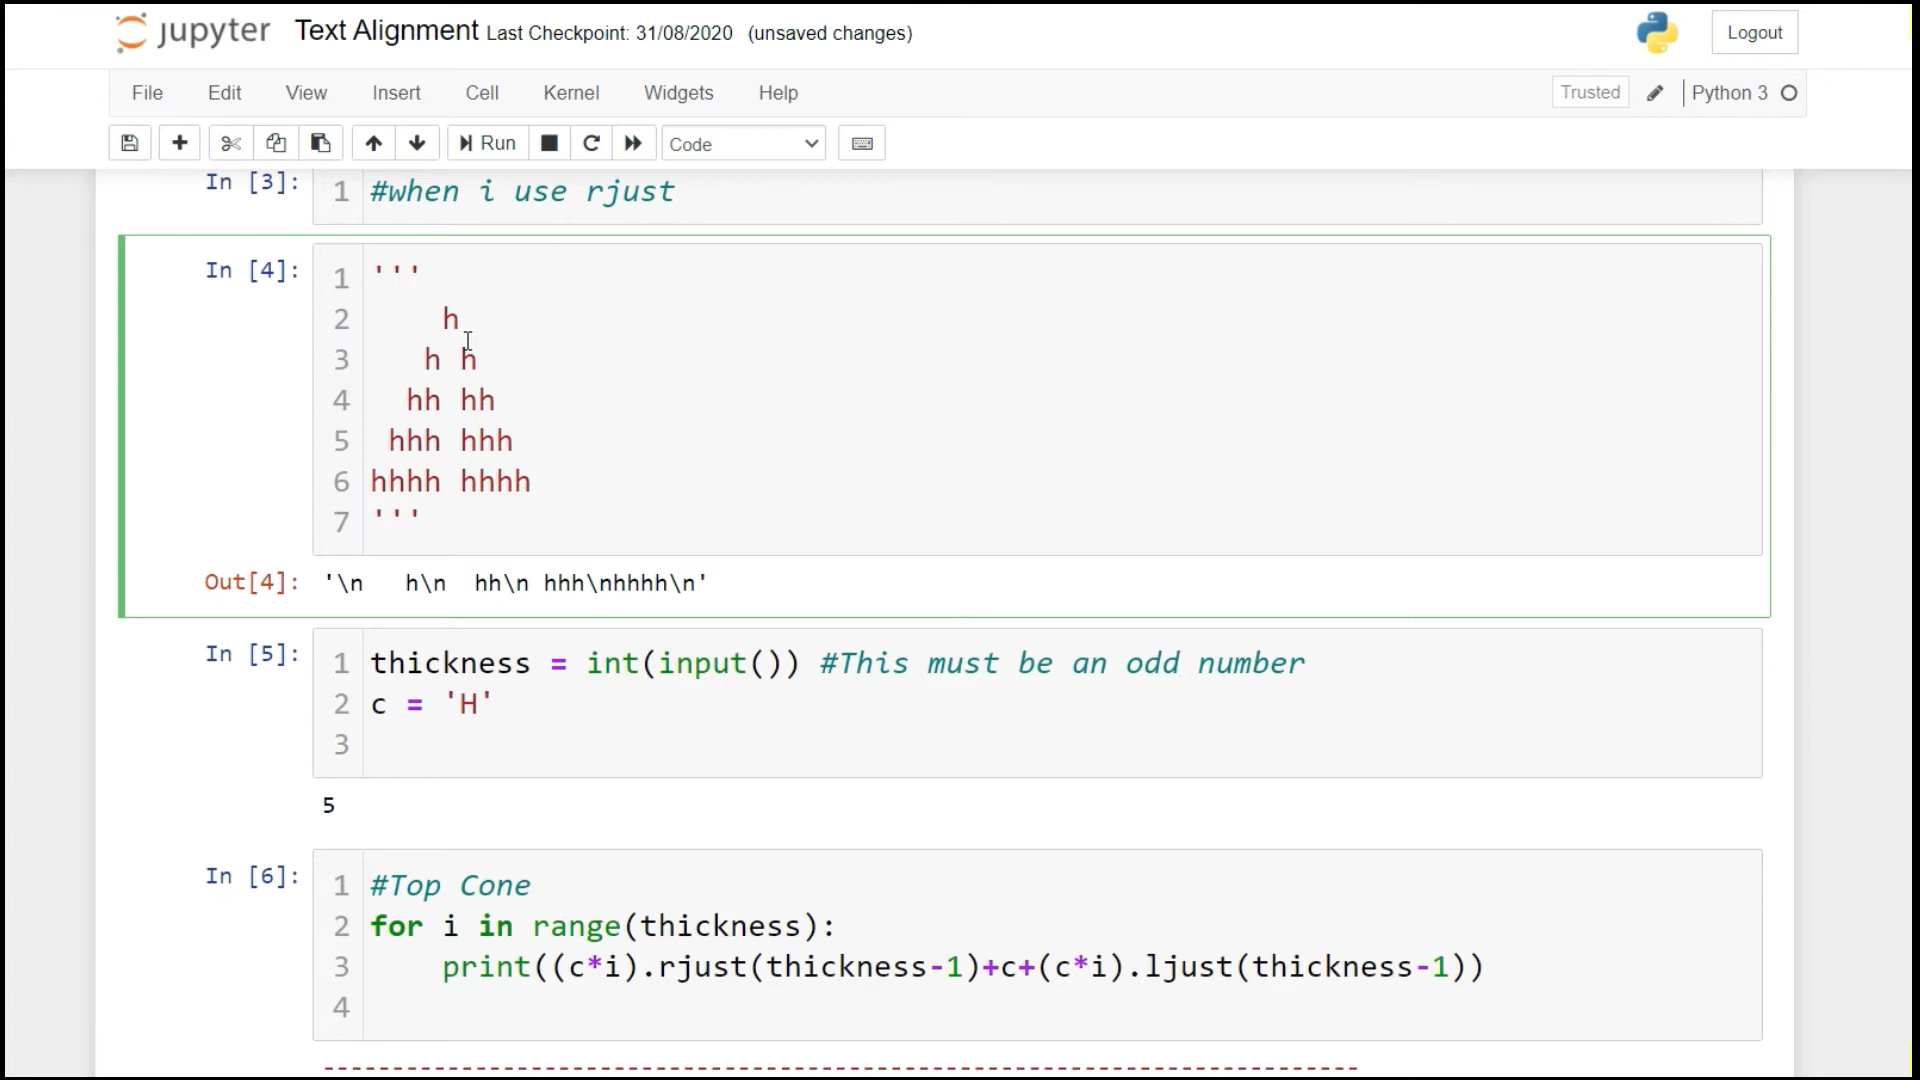 jupyter Text Alignment Last Checkpoint: 31/08/2020 (unsaved changes) Logout
File Edit View Insert Cell Kernel Widgets Help Trusted Python 3
Run Code
In [3]: 1 #when i use rjust
In [4]: 1 '''
2     h
3    h h
4   hh hh
5  hhh hhh
6 hhhh hhhh
7 '''
Out[4]: '\n   h\n  hh\n hhh\nhhhh\n'
In [5]: 1 thickness = int(input()) #This must be an odd number
2 c = 'H'
3
5
In [6]: 1 #Top Cone
2 for i in range(thickness):
3     print((c*i).rjust(thickness-1)+c+(c*i).ljust(thickness-1))
4
---------------------------------------------------------------------------